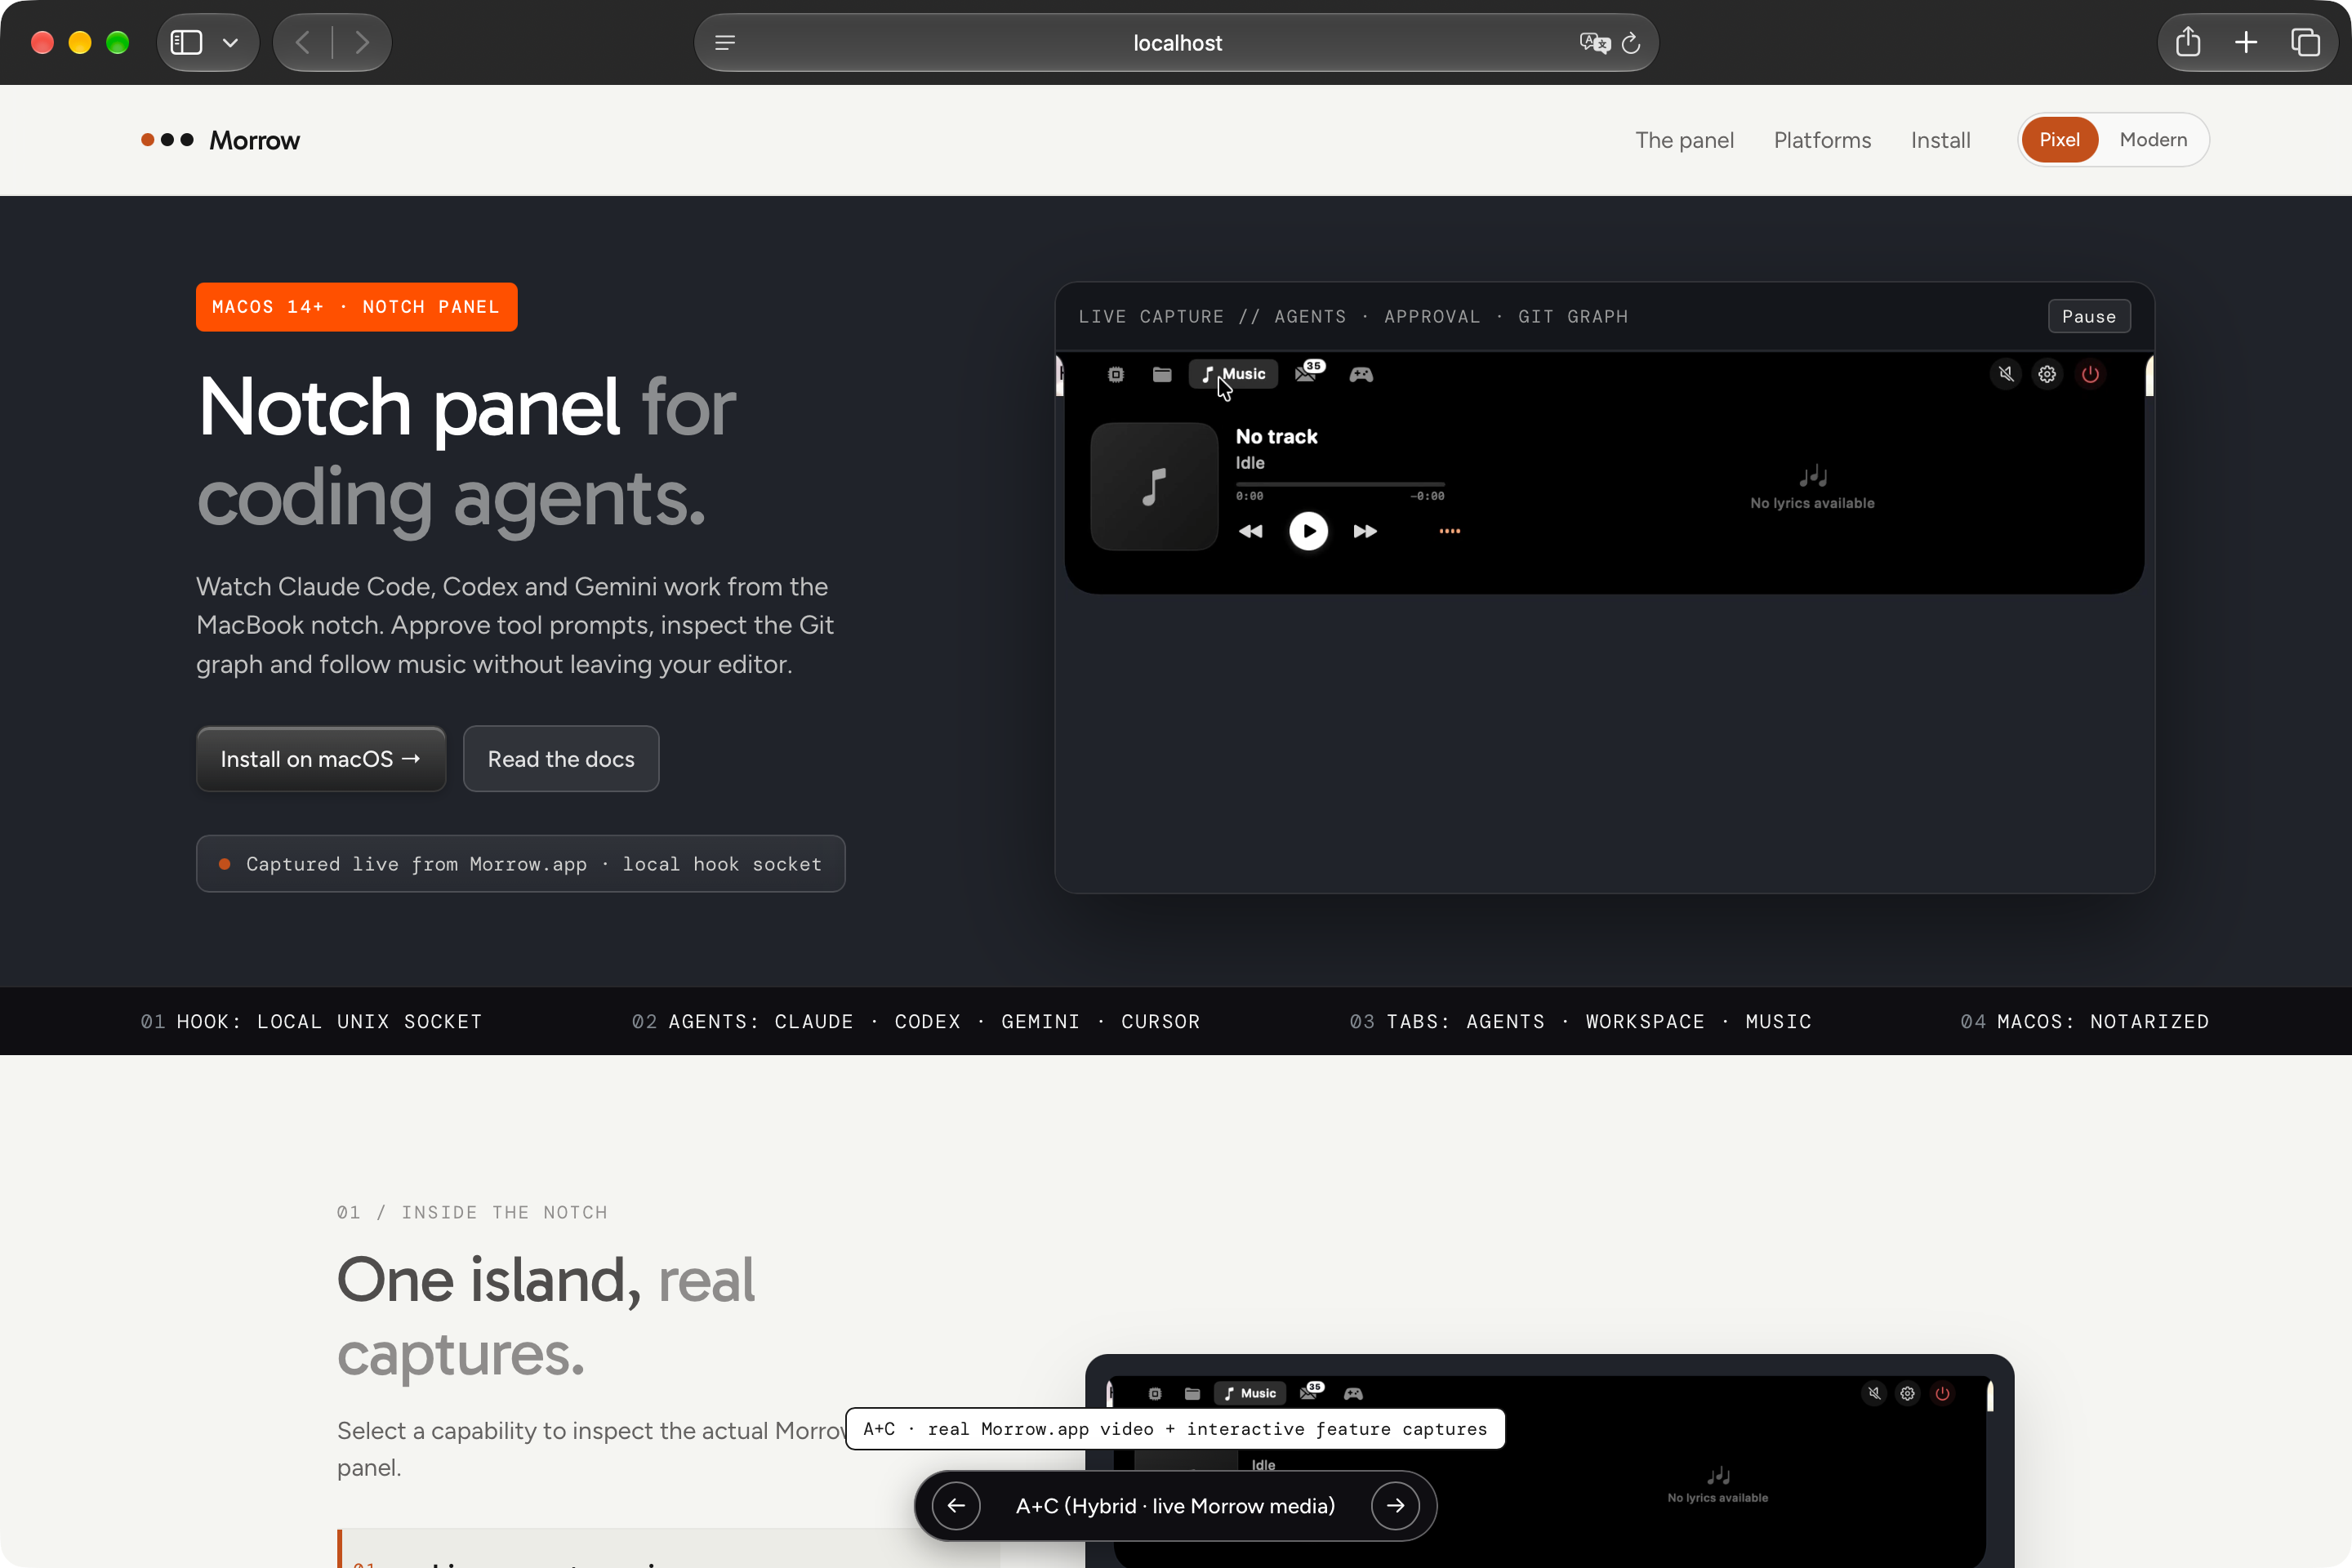 localhost
Morrow
The panel
Platforms
Install
Pixel
Modern
MACOS 14+ · NOTCH PANEL
Notch panel for
coding agents.
Watch Claude Code, Codex and Gemini work from the
MacBook notch. Approve tool prompts, inspect the Git
graph and follow music without leaving your editor.
Install on macOS →
Read the docs
Captured live from Morrow.app · local hook socket
LIVE CAPTURE // AGENTS · APPROVAL · GIT GRAPH
Pause
Music
35
No track
Idle
0:00
−0:00
No lyrics available
01 HOOK: LOCAL UNIX SOCKET
02 AGENTS: CLAUDE · CODEX · GEMINI · CURSOR
03 TABS: AGENTS · WORKSPACE · MUSIC
04 MACOS: NOTARIZED
01 / INSIDE THE NOTCH
One island, real
captures.
Select a capability to inspect the actual Morrow
panel.
Music
35
A+C · real Morrow.app video + interactive feature captures
Idle
No lyrics available
A+C (Hybrid · live Morrow media)
01